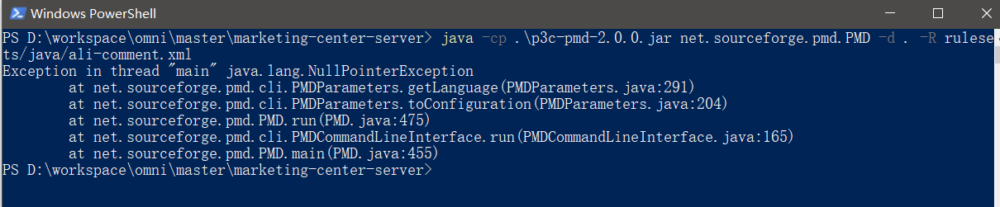 Windows PowerShell
PS D:\workspace\omni\master\marketing-center-server> java -cp .\p3c-pmd-2.0.0.jar net.sourceforge.pmd.PMD -d . -R rulese
ts/java/ali-comment.xml
Exception in thread "main" java.lang.NullPointerException
        at net.sourceforge.pmd.cli.PMDParameters.getLanguage(PMDParameters.java:291)
        at net.sourceforge.pmd.cli.PMDParameters.toConfiguration(PMDParameters.java:204)
        at net.sourceforge.pmd.PMD.run(PMD.java:475)
        at net.sourceforge.pmd.cli.PMDCommandLineInterface.run(PMDCommandLineInterface.java:165)
        at net.sourceforge.pmd.PMD.main(PMD.java:455)
PS D:\workspace\omni\master\marketing-center-server>